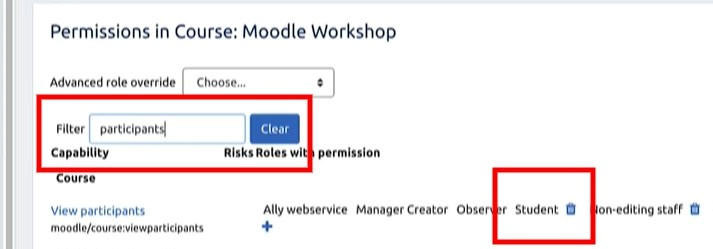 Permissions in Course: Moodle Workshop
Advanced role override Choose...
Filter participants Clear
Capability Risks Roles with permission
Course
View participants Ally webservice Manager Creator Observer Student Non-editing staff
moodle/course:viewparticipants